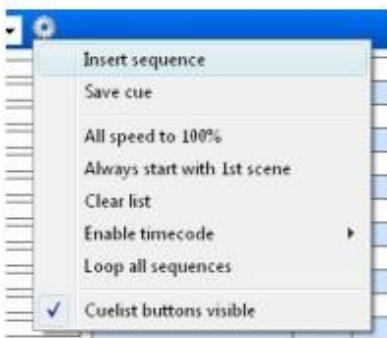 Insert sequence
Save cue
All speed to 100%
Always start with 1st scene
Clear list
Enable timecode
Loop all sequences
Cuelist buttons visible